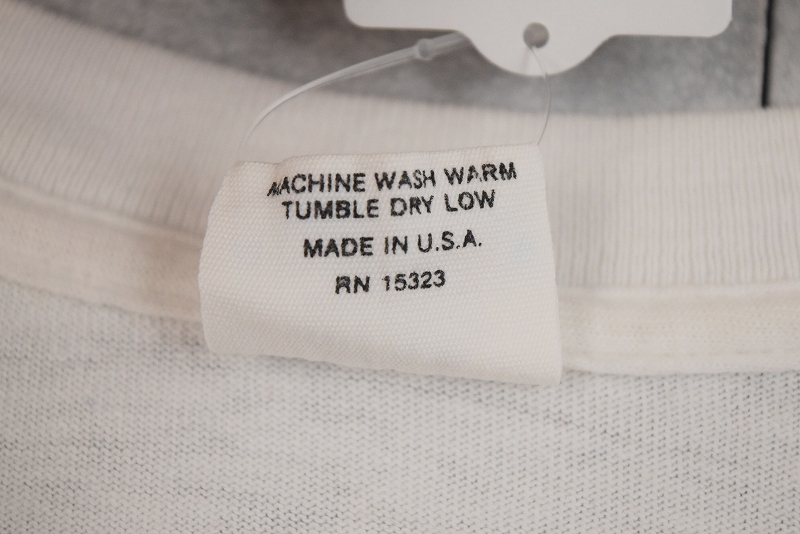 MACHINE WASH WARM
TUMBLE DRY LOW
MADE IN U.S.A.
RN 15323